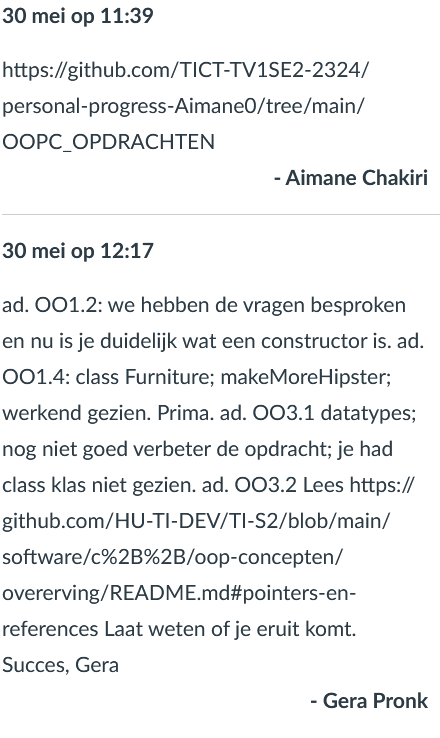 30 mei op 11:39
https://github.com/TICT-TV1SE2-2324/
personal-progress-Aimane0/tree/main/
OOPC_OPDRACHTEN
- Aimane Chakiri
30 mei op 12:17
ad. OO1.2: we hebben de vragen besproken
en nu is je duidelijk wat een constructor is. ad.
OO1.4: class Furniture; makeMoreHipster;
werkend gezien. Prima. ad. OO3.1 datatypes;
nog niet goed verbeter de opdracht; je had
class klas niet gezien. ad. OO3.2 Lees https://
github.com/HU-TI-DEV/TI-S2/blob/main/
software/c%2B%2B/oop-concepten/
overerving/README.md#pointers-en-
references Laat weten of je eruit komt.
Succes, Gera
- Gera Pronk